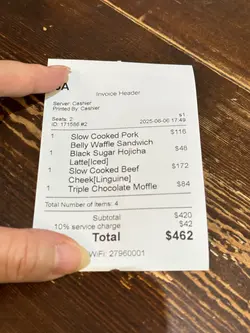 Invoice Header
Server: Cashier
Printed By: Cashier
s1
Seats: 2 2025-06-06 17:49
ID: 171556 #2
1 Slow Cooked Pork $116
Belly Waffle Sandwich
1 Black Sugar Hojicha $48
Latte[Iced]
1 Slow Cooked Beef $172
Cheek[Linguine]
1 Triple Chocolate Moffle $84
Total Number of items: 4
Subtotal $420
10% service charge $42
Total $462
WiFi: 27960001